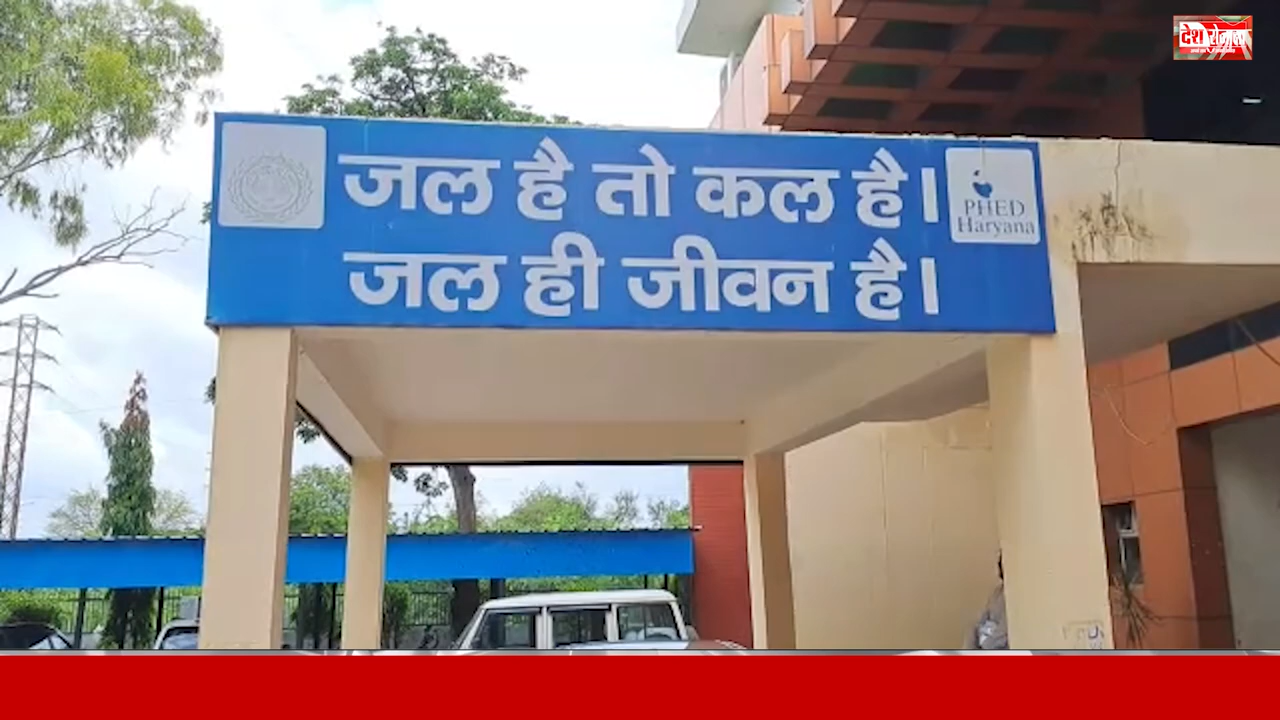 देश रोजाना
जल है तो कल है।
PHED
Haryana
जल ही जीवन है।